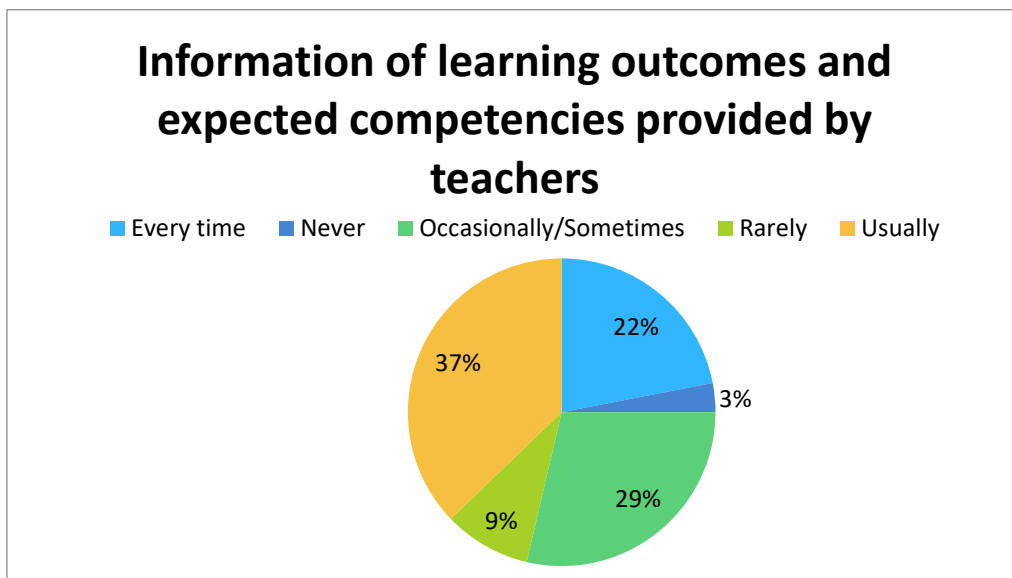 Information of learning outcomes and
expected competencies provided by
teachers
Every time Never Occasionally/Sometimes Rarely Usually
22%
37%
3%
29%
9%